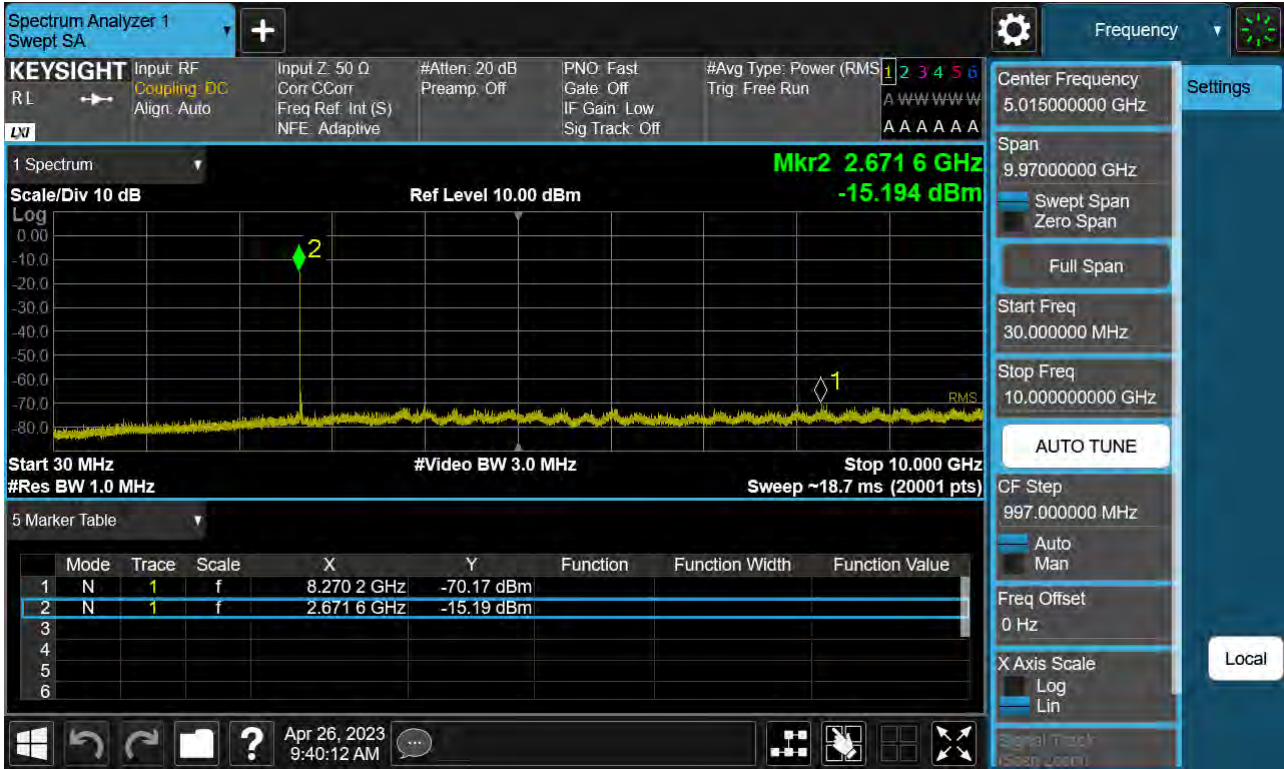 Spectrum Analyzer 1
Swept SA
Frequency
KEYSIGHT
R L
LXI
Input: RF
Coupling: DC
Align: Auto
Input Z: 50 Ω
Corr CCorr
Freq Ref: Int (S)
NFE: Adaptive
#Atten: 20 dB
Preamp: Off
PNO: Fast
Gate: Off
IF Gain: Low
Sig Track: Off
#Avg Type: Power (RMS
Trig: Free Run
1 2 3 4 5 6
A W W W W W
A A A A A A
1 Spectrum
Scale/Div 10 dB
Ref Level 10.00 dBm
Mkr2 2.671 6 GHz
-15.194 dBm
Log
0.00
-10.0
-20.0
-30.0
-40.0
-50.0
-60.0
-70.0
-80.0
2
1
RMS
Start 30 MHz
#Video BW 3.0 MHz
Stop 10.000 GHz
#Res BW 1.0 MHz
Sweep ~18.7 ms (20001 pts)
5 Marker Table
Mode Trace Scale X Y Function Function Width Function Value
1 N 1 f 8.270 2 GHz -70.17 dBm
2 N 1 f 2.671 6 GHz -15.19 dBm
3
4
5
6
Apr 26, 2023
9:40:12 AM
Center Frequency
5.015000000 GHz
Span
9.97000000 GHz
Swept Span
Zero Span
Full Span
Start Freq
30.000000 MHz
Stop Freq
10.000000000 GHz
AUTO TUNE
CF Step
997.000000 MHz
Auto
Man
Freq Offset
0 Hz
X Axis Scale
Log
Lin
Signal Track
(Span Zoom)
Settings
Local